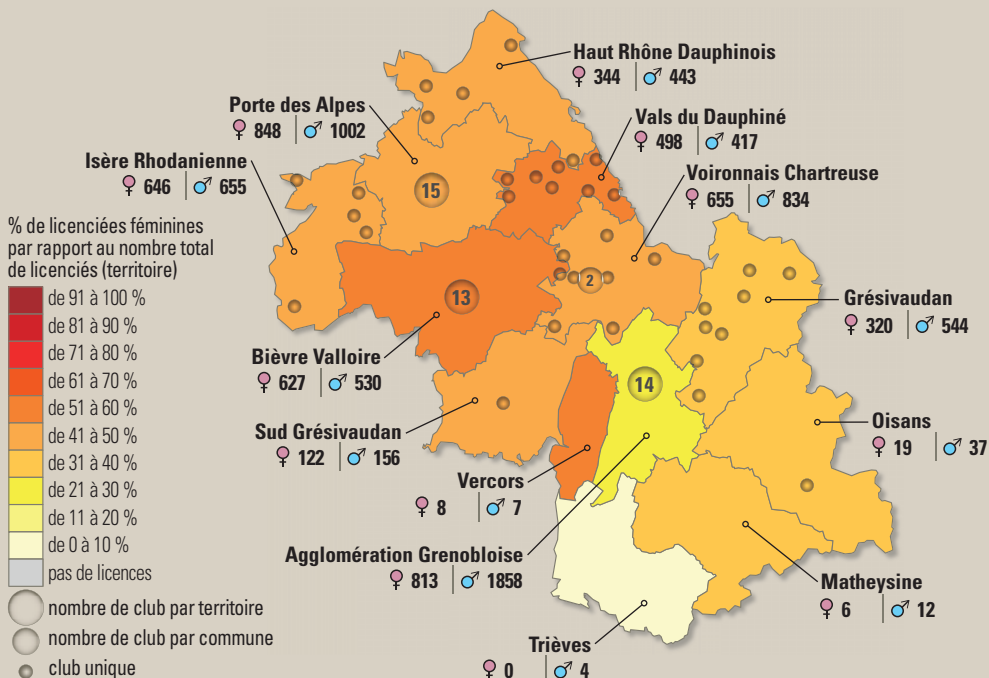 Haut Rhône Dauphinois
♀ 344 | ♂ 443
Porte des Alpes
♀ 848 | ♂ 1002
Vals du Dauphiné
♀ 498 | ♂ 417
Isère Rhodanienne
♀ 646 | ♂ 655
Voironnais Chartreuse
♀ 655 | ♂ 834
15
2
13
14
Grésivaudan
♀ 320 | ♂ 544
Bièvre Valloire
♀ 627 | ♂ 530
Sud Grésivaudan
♀ 122 | ♂ 156
Oisans
♀ 19 | ♂ 37
Vercors
♀ 8 | ♂ 7
Agglomération Grenobloise
♀ 813 | ♂ 1858
Matheysine
♀ 6 | ♂ 12
Trièves
♀ 0 | ♂ 4
% de licenciées féminines
par rapport au nombre total
de licenciés (territoire)
de 91 à 100 %
de 81 à 90 %
de 71 à 80 %
de 61 à 70 %
de 51 à 60 %
de 41 à 50 %
de 31 à 40 %
de 21 à 30 %
de 11 à 20 %
de 0 à 10 %
pas de licences
nombre de club par territoire
nombre de club par commune
club unique